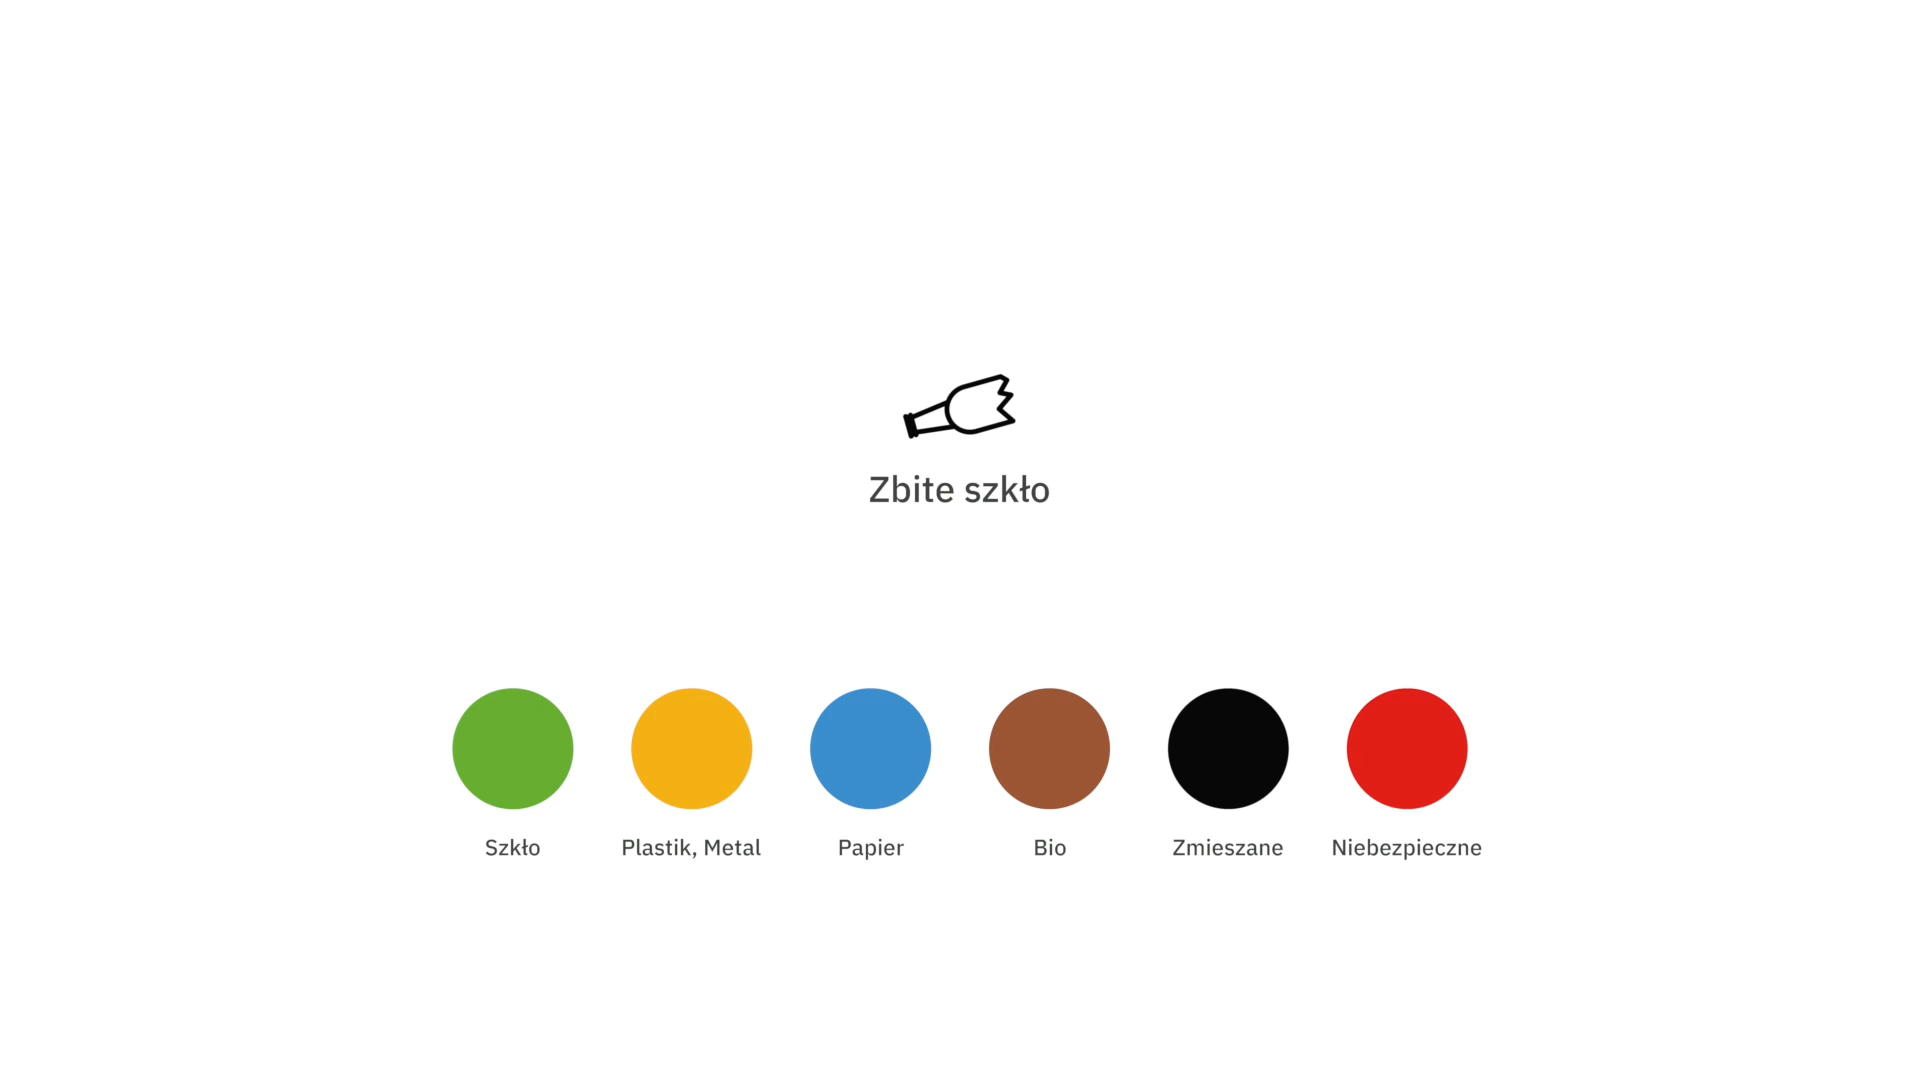 Zbite szkło
Szkło
Plastik, Metal
Papier
Bio
Zmieszane
Niebezpieczne